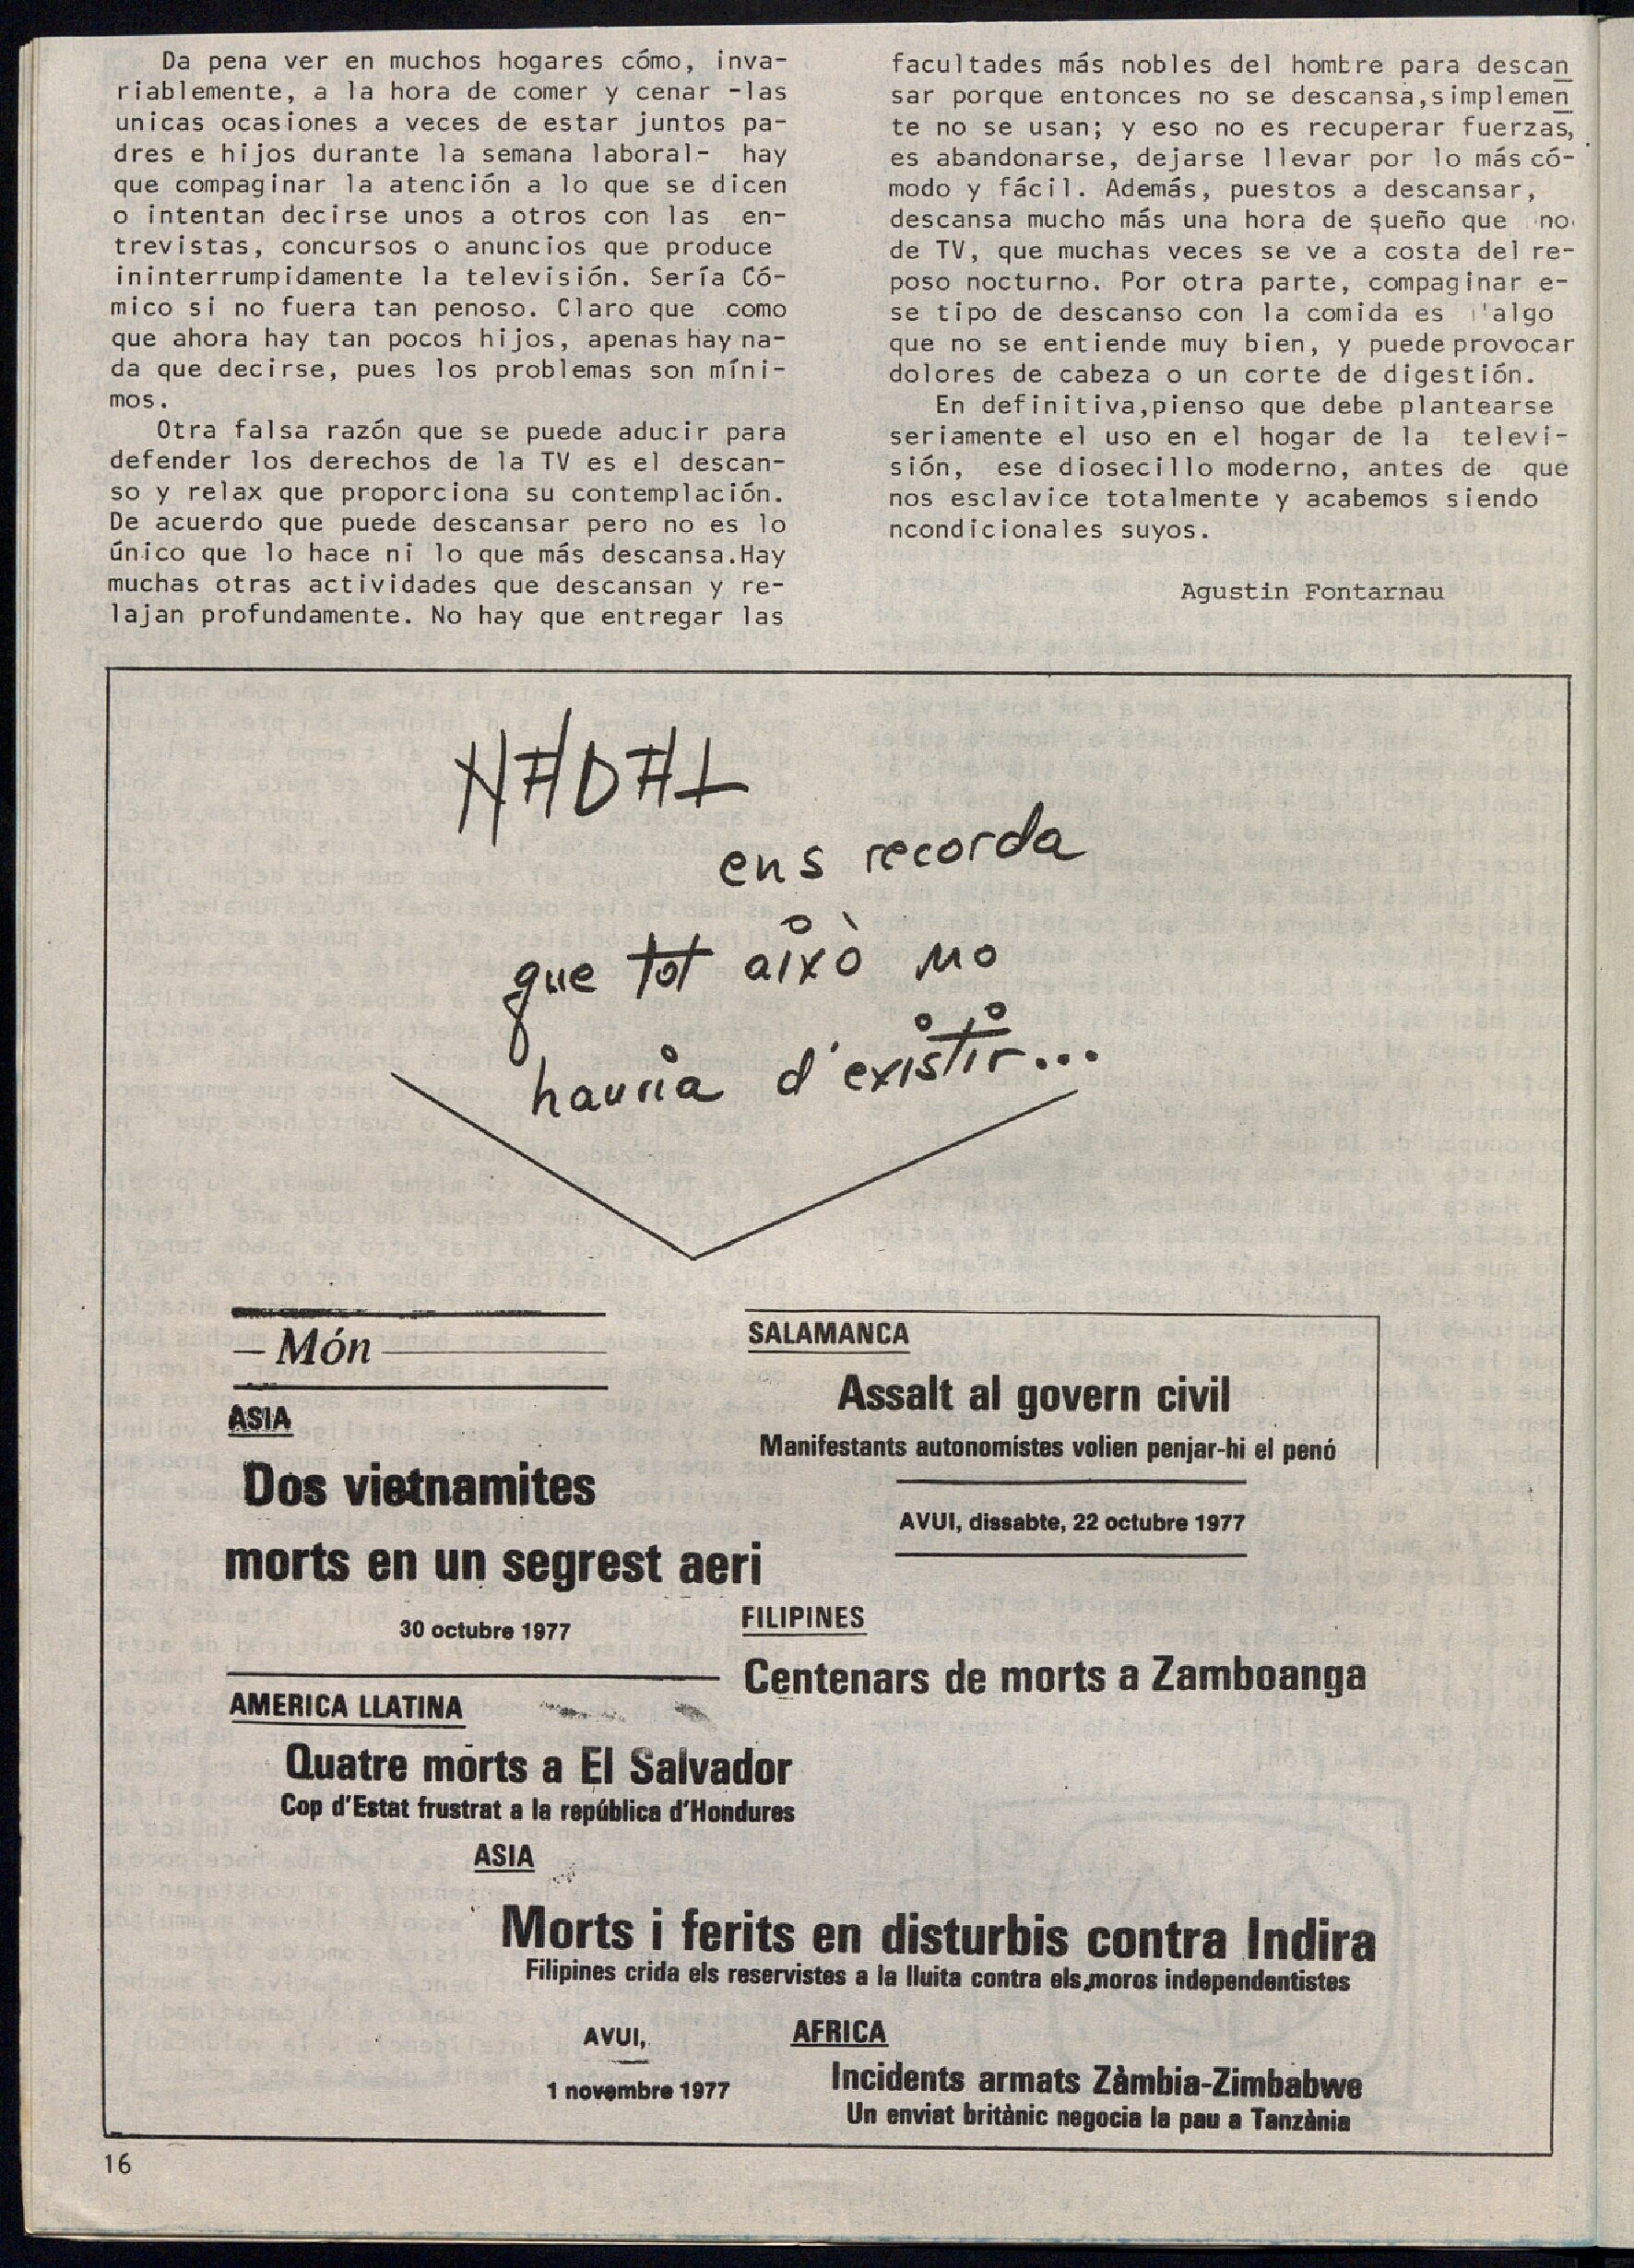 Da pena ver en muchos hogares cómo, inva-
riablemente, a la hora de comer y cenar -las
unicas ocasiones a veces de estar juntos pa-
dres e hijos durante la semana laboral- hay
que compaginar la atención a lo que se dicen
o intentan decirse unos a otros con las en-
trevistas, concursos o anuncios que produce
ininterrumpidamente la televisión. Sería Có-
mico si no fuera tan penoso. Claro que como
que ahora hay tan pocos hijos, apenas hay na-
da que decirse, pues los problemas son míni-
mos.
Otra falsa razón que se puede aducir para
defender los derechos de la TV es el descan-
so y relax que proporciona su contemplación.
De acuerdo que puede descansar pero no es lo
único que lo hace ni lo que más descansa.Hay
muchas otras actividades que descansan y re-
lajan profundamente. No hay que entregar las
facultades más nobles del hombre para descan
sar porque entonces no se descansa,simplemen
te no se usan; y eso no es recuperar fuerzas,
es abandonarse, dejarse llevar por lo más có-
modo y fácil. Además, puestos a descansar,
descansa mucho más una hora de sueño que no
de TV, que muchas veces se ve a costa del re-
poso nocturno. Por otra parte, compaginar e-
se tipo de descanso con la comida es algo
que no se entiende muy bien, y puede provocar
dolores de cabeza o un corte de digestión.
En definitiva,pienso que debe plantearse
seriamente el uso en el hogar de la televi-
sión, ese diosecillo moderno, antes de que
nos esclavice totalmente y acabemos siendo
ncondicionales suyos.
Agustin Fontarnau
NADAL
ens recorda
que tot això no
hauria d'existir...
Món
ASIA
Dos vietnamites
morts en un segrest aeri
30 octubre 1977
SALAMANCA
Assalt al govern civil
Manifestants autonomistes volien penjar-hi el penó
AVUI, dissabte, 22 octubre 1977
FILIPINES
Centenars de morts a Zamboanga
AMERICA LLATINA
Quatre morts a El Salvador
Cop d'Estat frustrat a la república d'Hondures
ASIA
Morts i ferits en disturbis contra Indira
Filipines crida els reservistes a la lluita contra els moros independentistes
AVUI,
1 novembre 1977
AFRICA
Incidents armats Zàmbia-Zimbabwe
Un enviat britànic negocia la pau a Tanzània
16